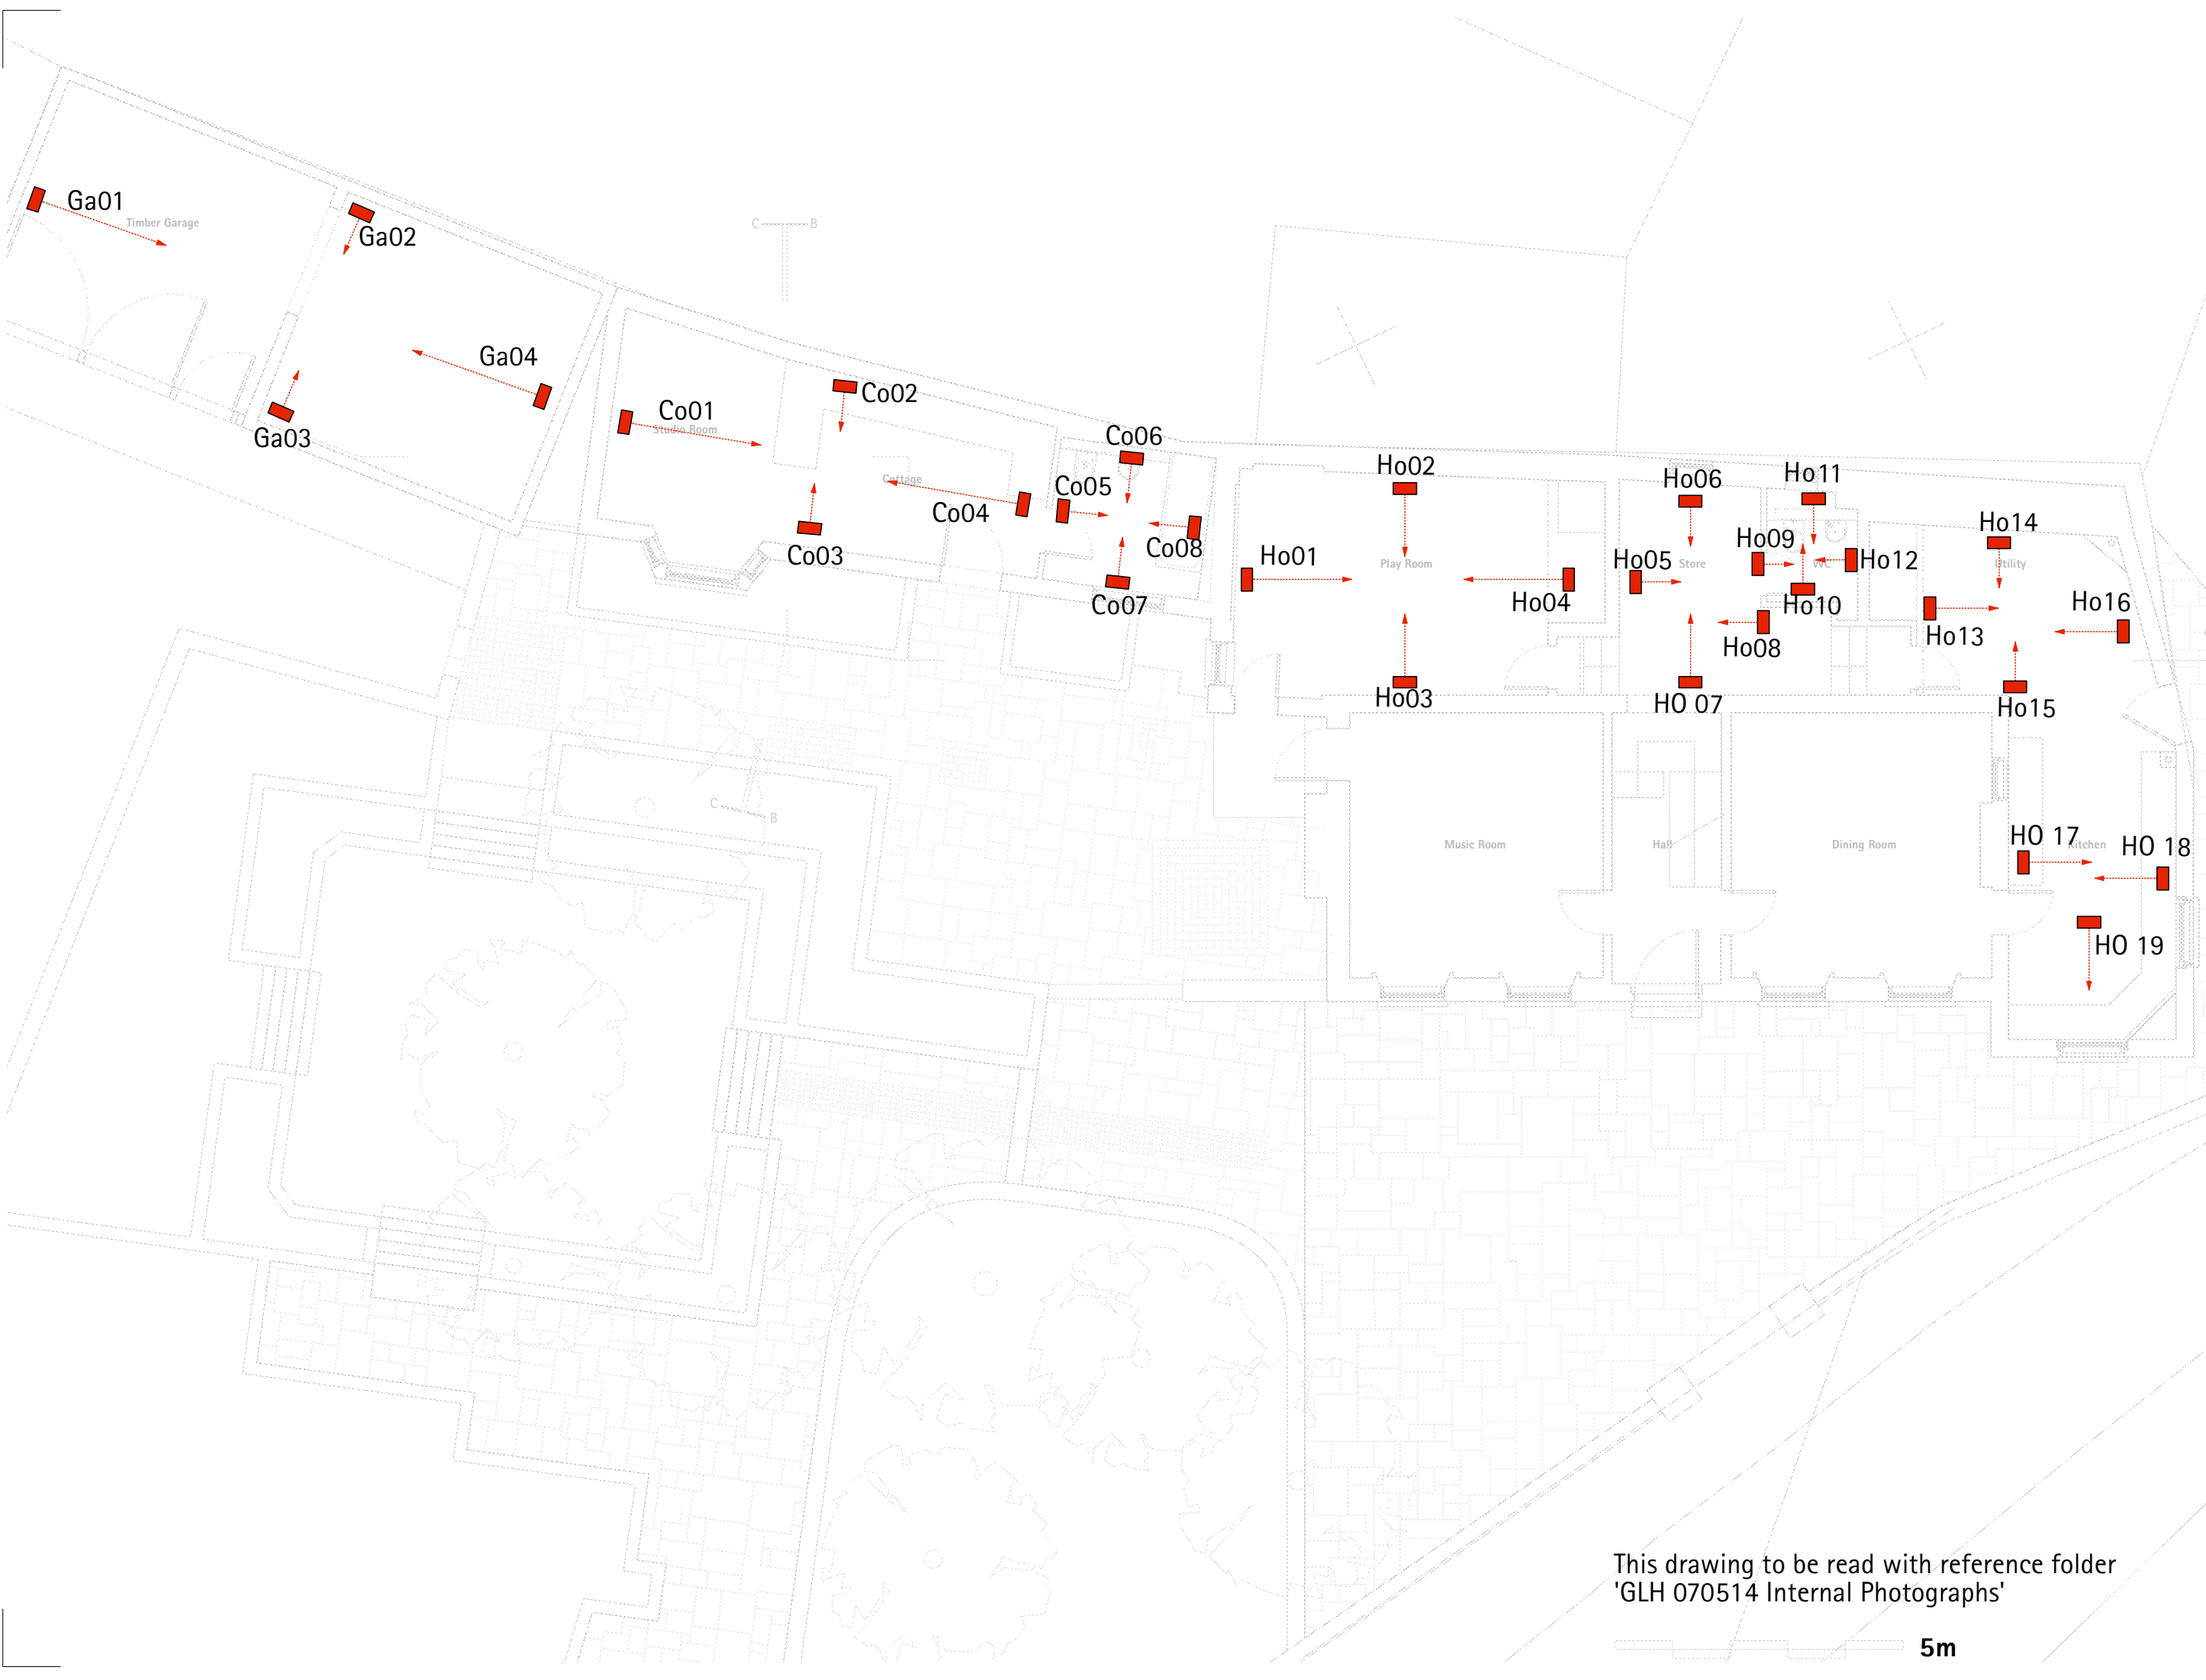 Ga01
Timber Garage
Ga02
C
B
Ga04
Ga03
Co01
Studio Room
Co02
Cottage
Co03
Co04
Co06
Co05
Co08
Co07
Ho01
Ho02
Play Room
Ho04
Ho03
Ho06
Ho05
Store
HO 07
Ho11
Ho09
WC
Ho12
Ho10
Ho08
Ho14
Utility
Ho13
Ho16
Ho15
C
B
Music Room
Hall
Dining Room
HO 17
Kitchen
HO 18
HO 19
This drawing to be read with reference folder
'GLH 070514 Internal Photographs'
5m